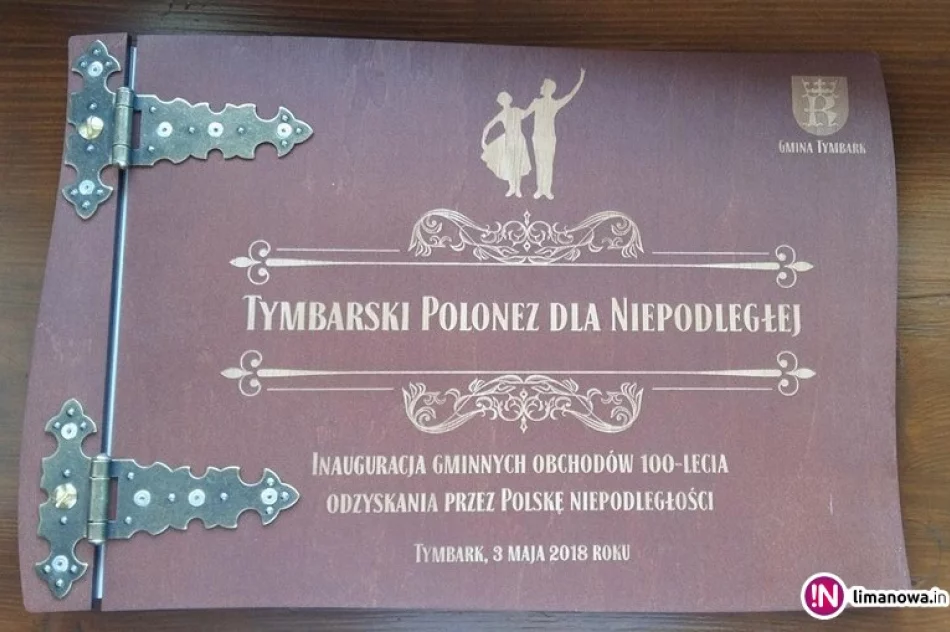 R
GMINA TYMBARK
TYMBARSKI POLONEZ DLA NIEPODLEGŁEJ
INAUGURACJA GMINNYCH OBCHODÓW 100-LECIA
ODZYSKANIA PRZEZ POLSKĘ NIEPODLEGŁOŚCI
TYMBARK, 3 MAJA 2018 ROKU
!N limanowa.in